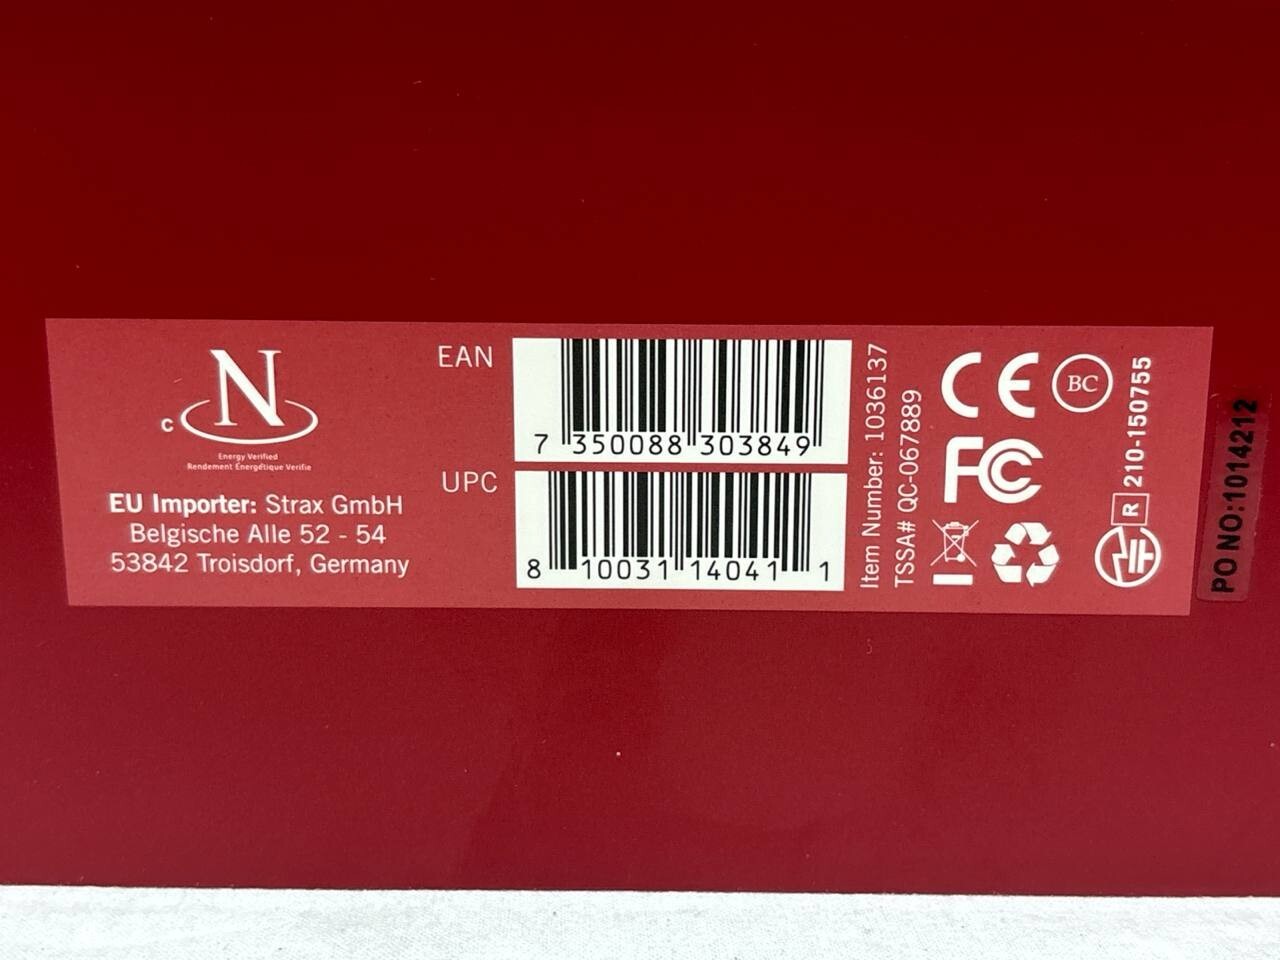 N
C
Energy Verified
Rendement Énergétique Vérifié
EU Importer: Strax GmbH
Belgische Alle 52 - 54
53842 Troisdorf, Germany
EAN
7 350088 303849
UPC
8 10031 14041 1
Item Number: 1036137
TSSA# QC-067889
CE
BC
FC
R 210-150755
PO NO:1014212